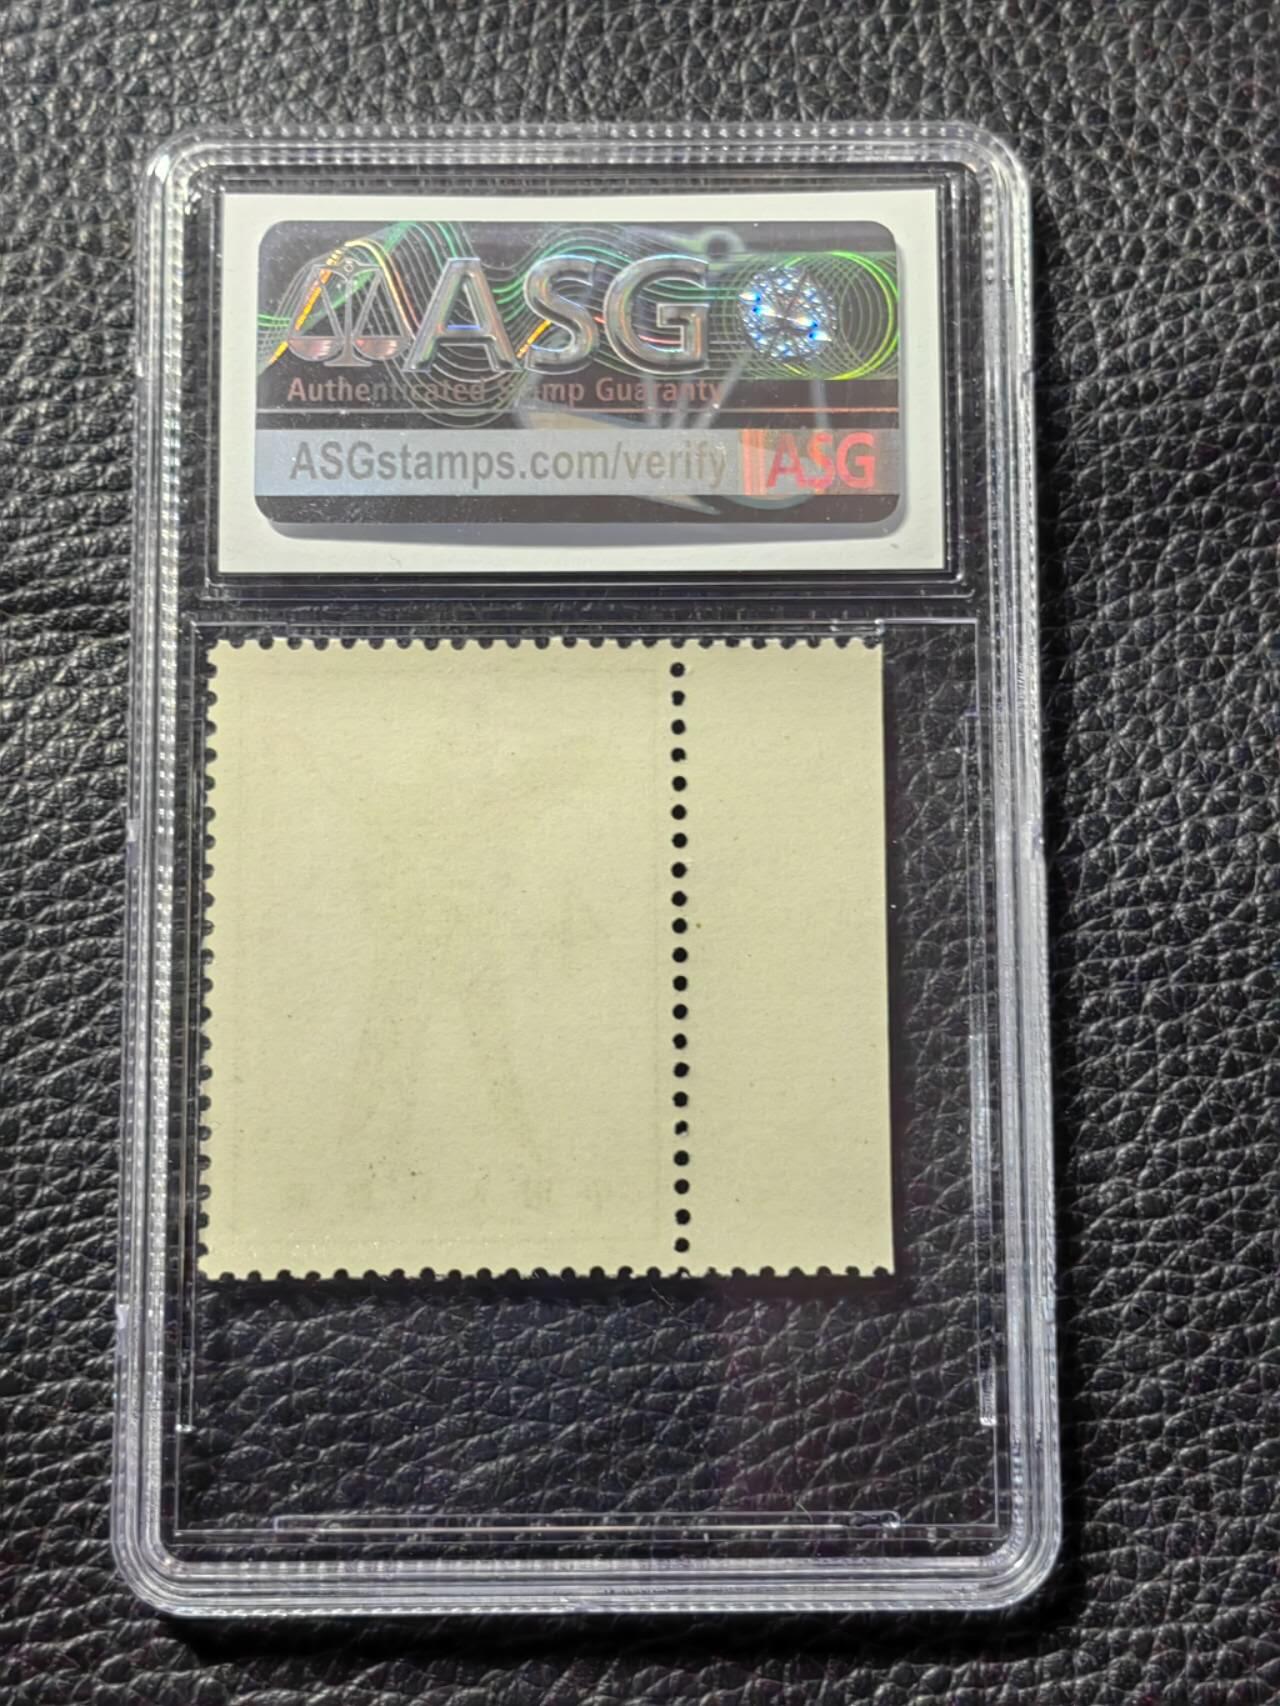 ASG
Authenticated Stamp Guaranty
ASGstamps.com/verify ASG